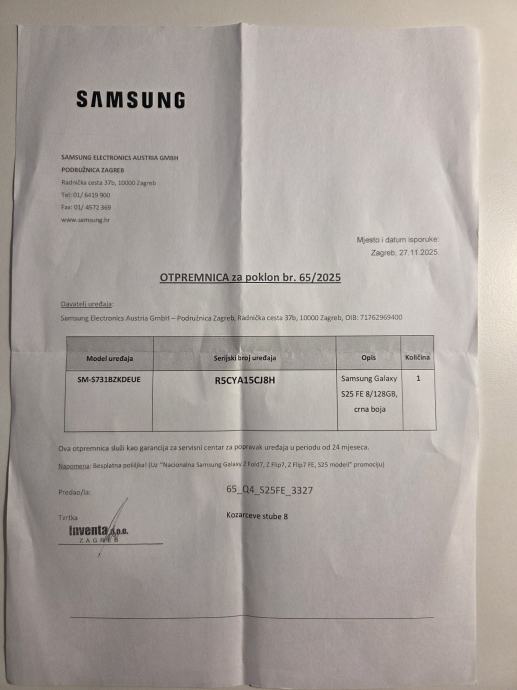 SAMSUNG
SAMSUNG ELECTRONICS AUSTRIA GMBH
PODRUŽNICA ZAGREB
Radnička cesta 37b, 10000 Zagreb
Tel: 01/ 6419 900
Fax: 01/ 4572 369
www.samsung.hr
Mjesto i datum isporuke:
Zagreb, 27.11.2025.
OTPREMNICA za poklon br. 65/2025
Davatelj uređaja:
Samsung Electronics Austria GmbH – Podružnica Zagreb, Radnička cesta 37b, 10000 Zagreb, OIB: 71762969400
Model uređaja Serijski broj uređaja Opis Količina
SM-S731BZKDEUE R5CYA15CJ8H Samsung Galaxy 1
S25 FE 8/128GB,
crna boja
Ova otpremnica služi kao garancija za servisni centar za popravak uređaja u periodu od 24 mjeseca.
Napomena: Besplatna pošiljka! (Uz "Nacionalna Samsung Galaxy Z Fold7, Z Flip7, Z Flip7 FE, S25 modeli" promociju)
Predao/la: 65_Q4_S25FE_3327
Tvrtka Kozarčeve stube 8
Inventa d.o.o.
ZAGREB